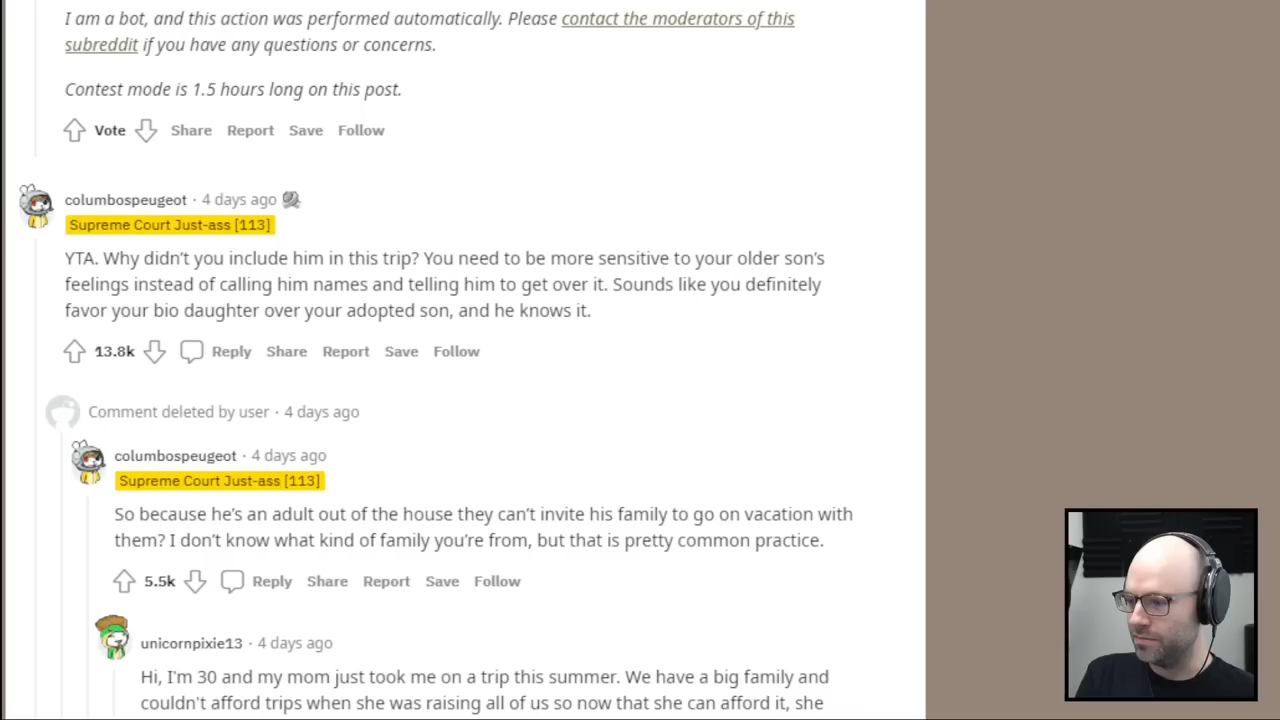 I am a bot, and this action was performed automatically. Please contact the moderators of this
subreddit if you have any questions or concerns.
Contest mode is 1.5 hours long on this post.
Vote Share Report Save Follow
columbospeugeot · 4 days ago
Supreme Court Just-ass [113]
YTA. Why didn’t you include him in this trip? You need to be more sensitive to your older son’s
feelings instead of calling him names and telling him to get over it. Sounds like you definitely
favor your bio daughter over your adopted son, and he knows it.
13.8k Reply Share Report Save Follow
Comment deleted by user · 4 days ago
columbospeugeot · 4 days ago
Supreme Court Just-ass [113]
So because he’s an adult out of the house they can’t invite his family to go on vacation with
them? I don’t know what kind of family you’re from, but that is pretty common practice.
5.5k Reply Share Report Save Follow
unicornpixie13 · 4 days ago
Hi, I'm 30 and my mom just took me on a trip this summer. We have a big family and
couldn't afford trips when she was raising all of us so now that she can afford it, she